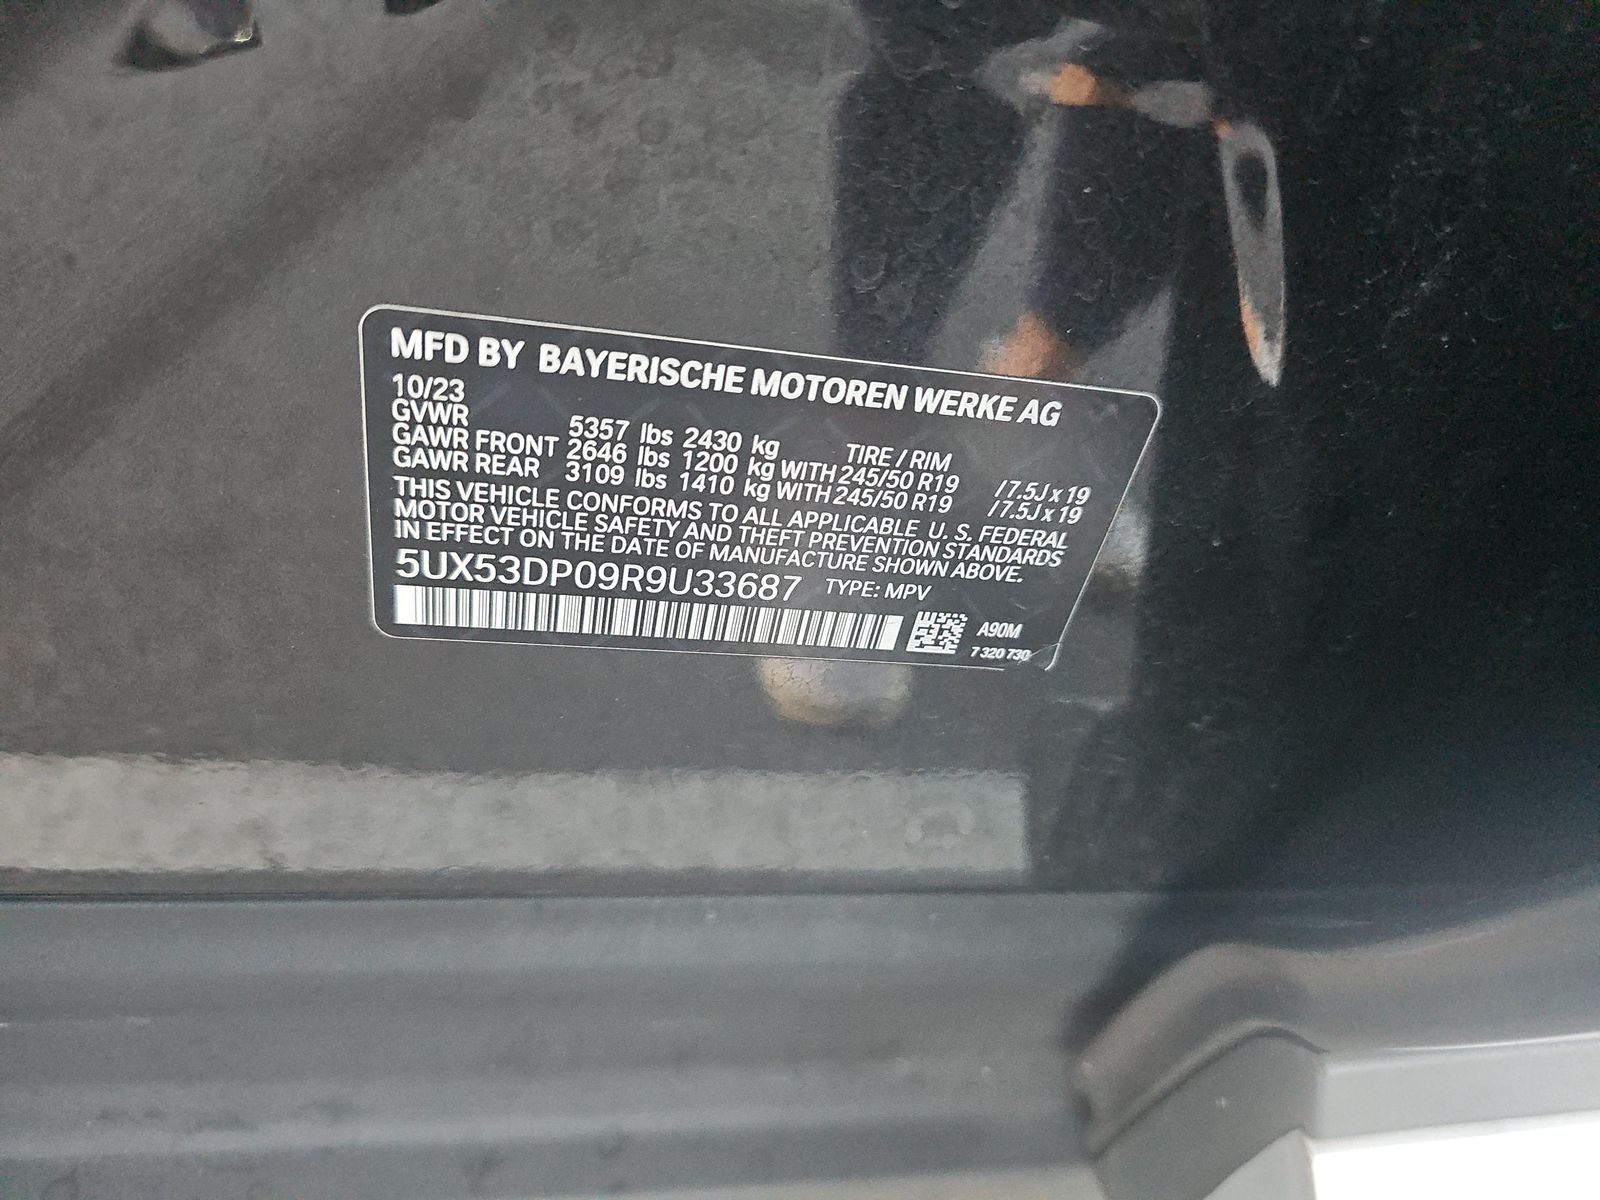 MFD BY BAYERISCHE MOTOREN WERKE AG
10/23
GVWR 5357 lbs 2430 kg TIRE / RIM
GAWR FRONT 2646 lbs 1200 kg WITH 245/50 R19 / 7.5J x 19
GAWR REAR 3109 lbs 1410 kg WITH 245/50 R19 / 7.5J x 19
THIS VEHICLE CONFORMS TO ALL APPLICABLE U. S. FEDERAL
MOTOR VEHICLE SAFETY AND THEFT PREVENTION STANDARDS
IN EFFECT ON THE DATE OF MANUFACTURE SHOWN ABOVE.
5UX53DP09R9U33687 TYPE: MPV
A90M
7 320 730